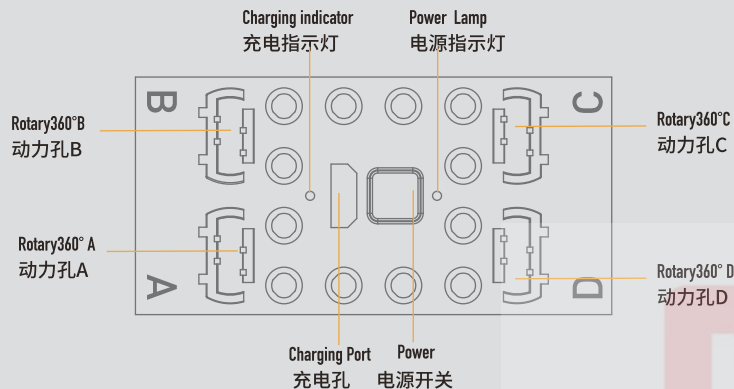 Charging indicator
充电指示灯
Power Lamp
电源指示灯
B
C
Rotary360°B
动力孔B
Rotary360°C
动力孔C
Rotary360° A
动力孔A
Rotary360° D
动力孔D
A
D
Charging Port
充电孔
Power
电源开关